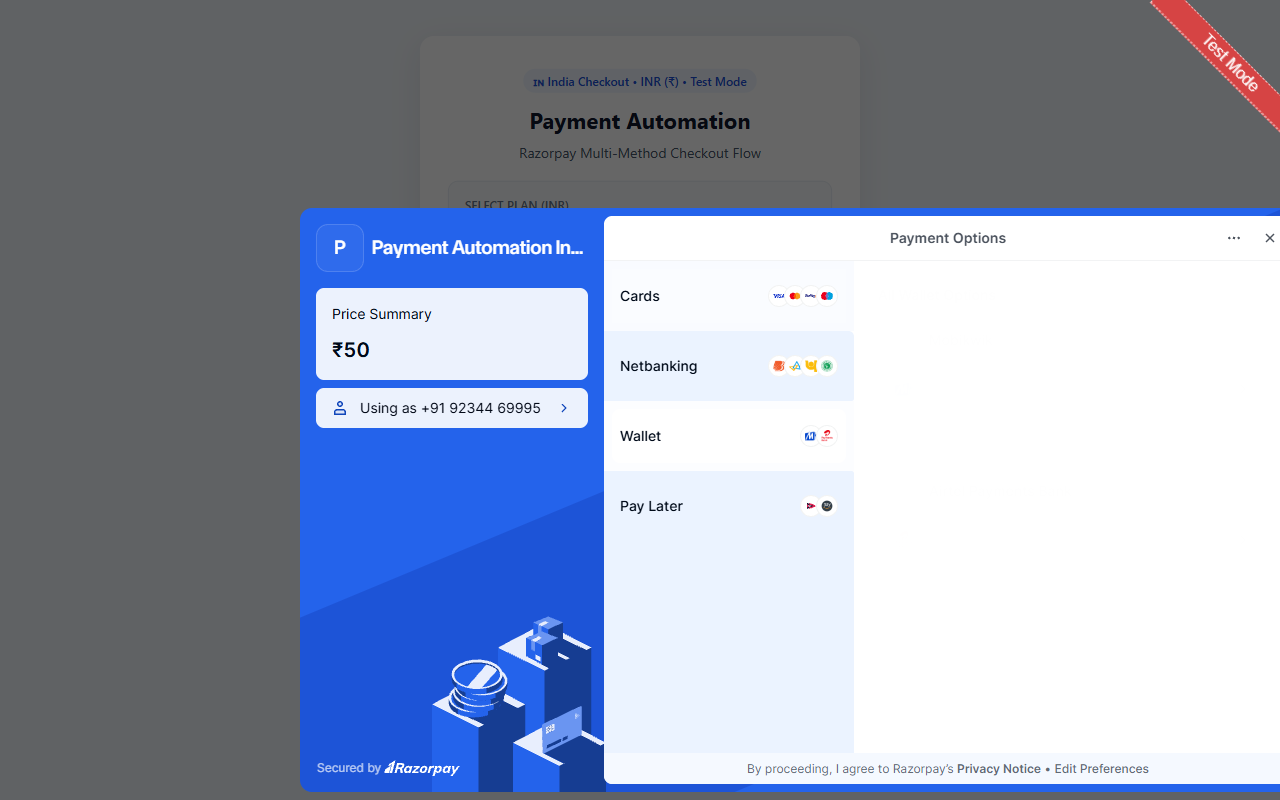 IN India Checkout • INR (₹) • Test Mode
Payment Automation
Razorpay Multi-Method Checkout Flow
SELECT PLAN (INR)
Test Mode
P
Payment Automation In...
Price Summary
₹50
Using as +91 92344 69995
Secured by Razorpay
Payment Options
Cards
VISA
Netbanking
Wallet
Pay Later
By proceeding, I agree to Razorpay’s Privacy Notice • Edit Preferences